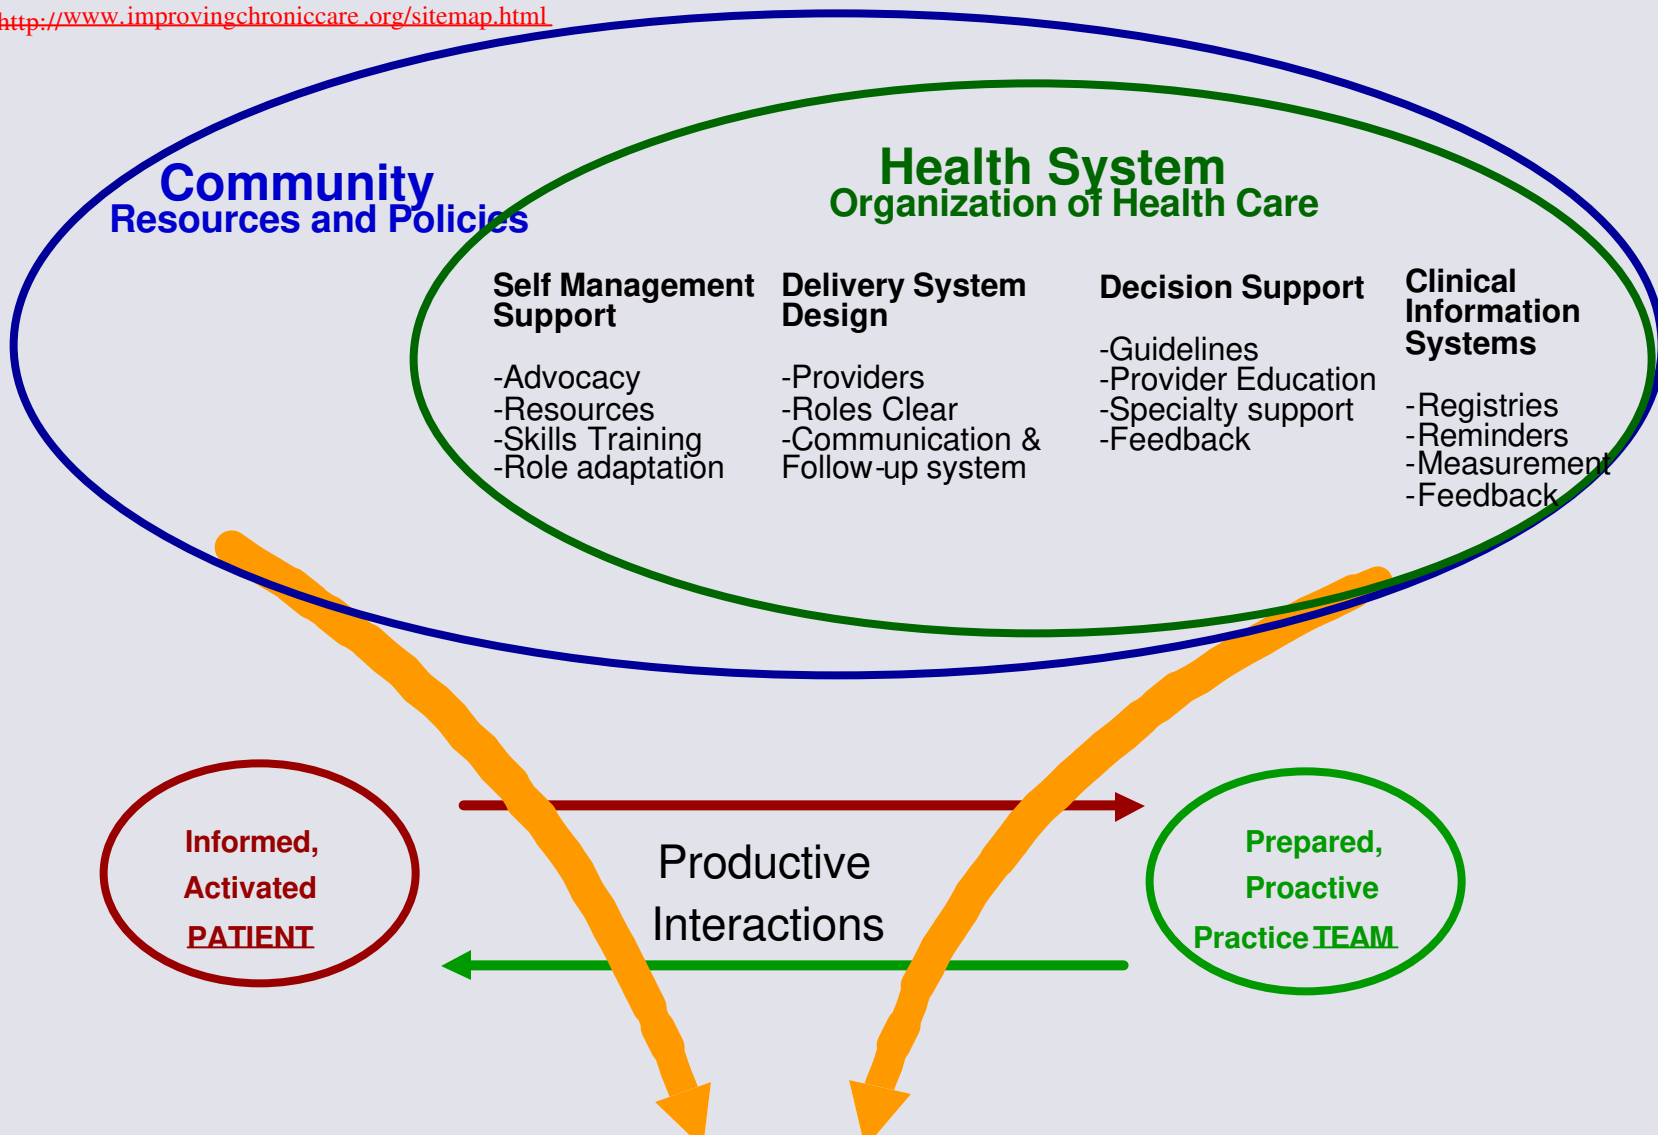 http://www.improvingchroniccare.org/sitemap.html
Community
Resources and Policies
Health System
Organization of Health Care
Self Management
Support
-Advocacy
-Resources
-Skills Training
-Role adaptation
Delivery System
Design
-Providers
-Roles Clear
-Communication &
Follow-up system
Decision Support
-Guidelines
-Provider Education
-Specialty support
-Feedback
Clinical
Information
Systems
-Registries
-Reminders
-Measurement
-Feedback
Informed,
Activated
PATIENT
Productive
Interactions
Prepared,
Proactive
Practice TEAM